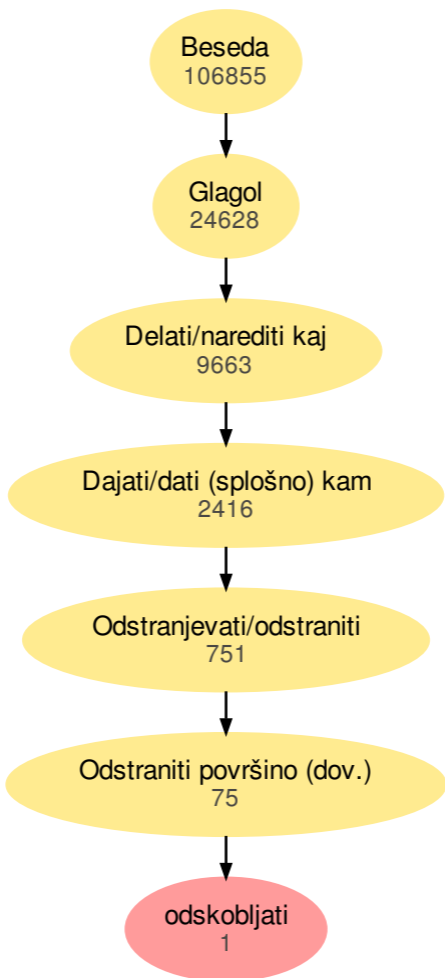 Beseda
106855
Glagol
24628
Delati/narediti kaj
9663
Dajati/dati (splošno) kam
2416
Odstranjevati/odstraniti
751
Odstraniti površino (dov.)
75
odskobljati
1